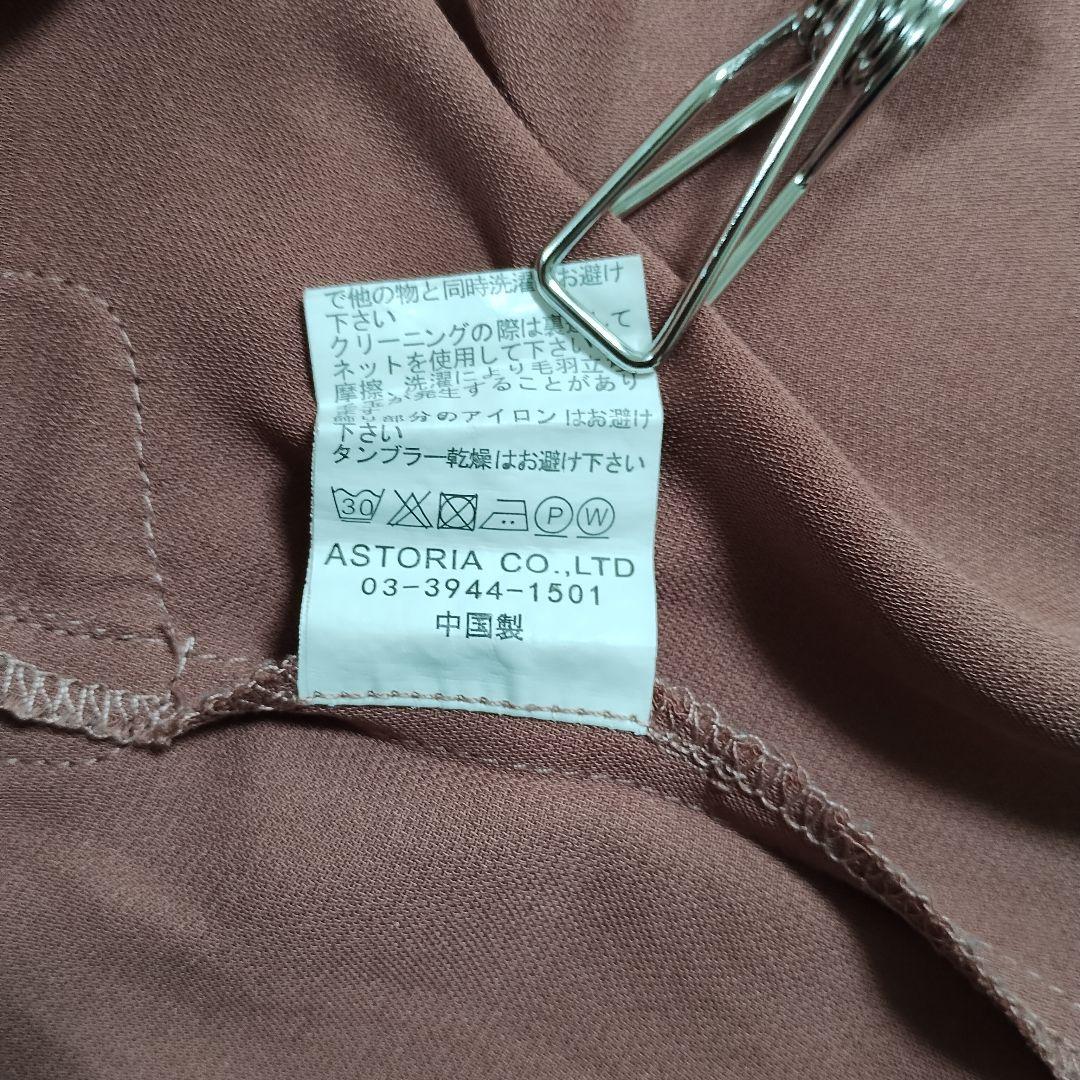 で他の物と同時洗濯はお避け
下さい
クリーニングの際は裏返して
ネットを使用して下さい
摩擦、洗濯により毛羽立ち
が発生することがあり
ます
飾り部分のアイロンはお避け
下さい
タンブラー乾燥はお避け下さい
30 P W
ASTORIA CO.,LTD
03-3944-1501
中国製